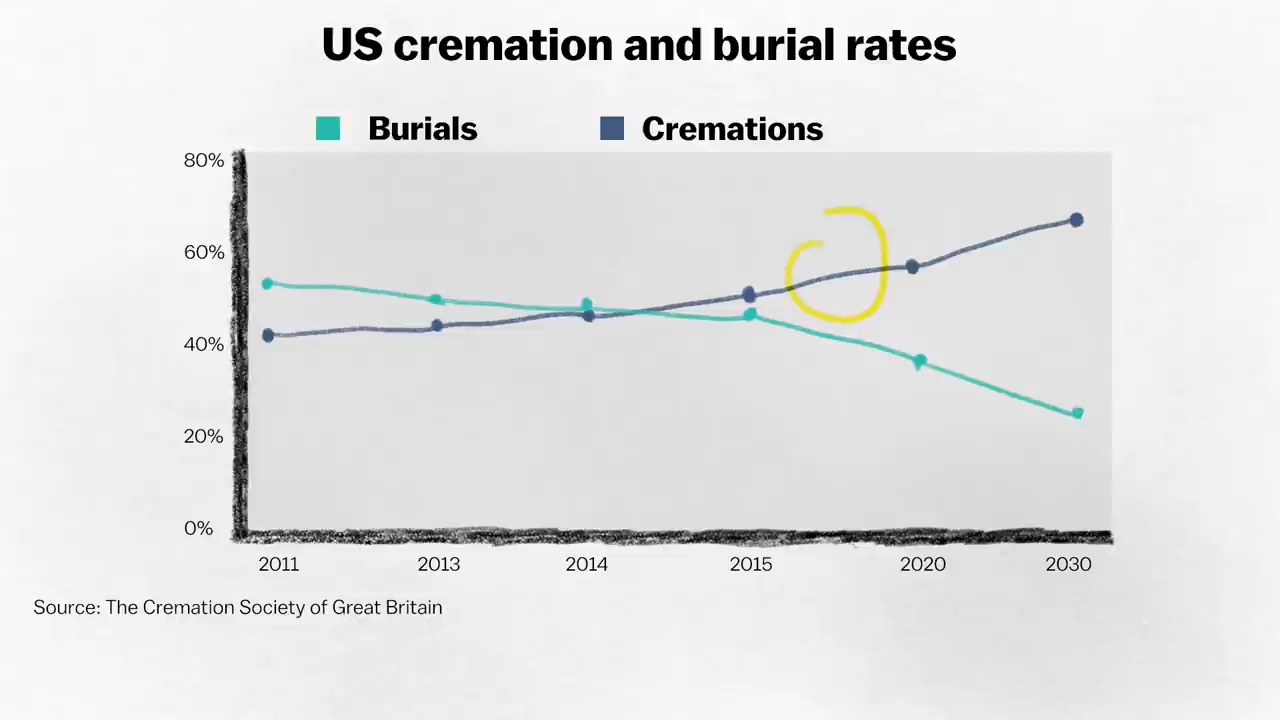 US cremation and burial rates
Burials Cremations
80%
60%
40%
20%
0%
2011 2013 2014 2015 2020 2030
Source: The Cremation Society of Great Britain